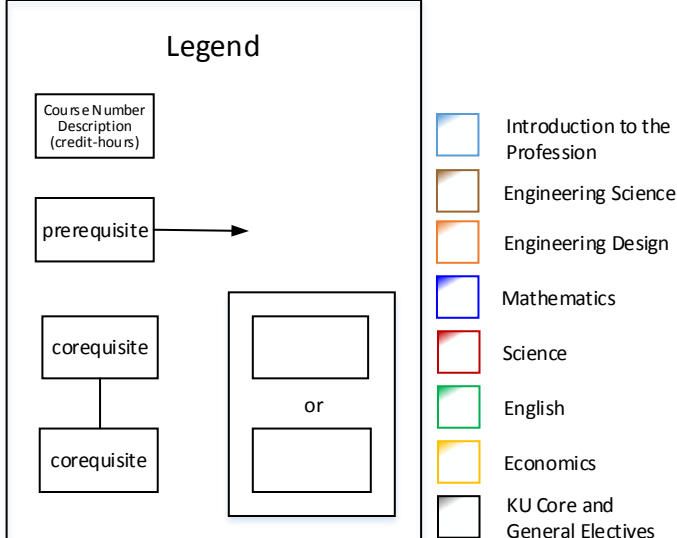 Legend
Course Number
Description
(credit-hours)
prerequisite
corequisite
corequisite
or
Introduction to the
Profession
Engineering Science
Engineering Design
Mathematics
Science
English
Economics
KU Core and
General Electives